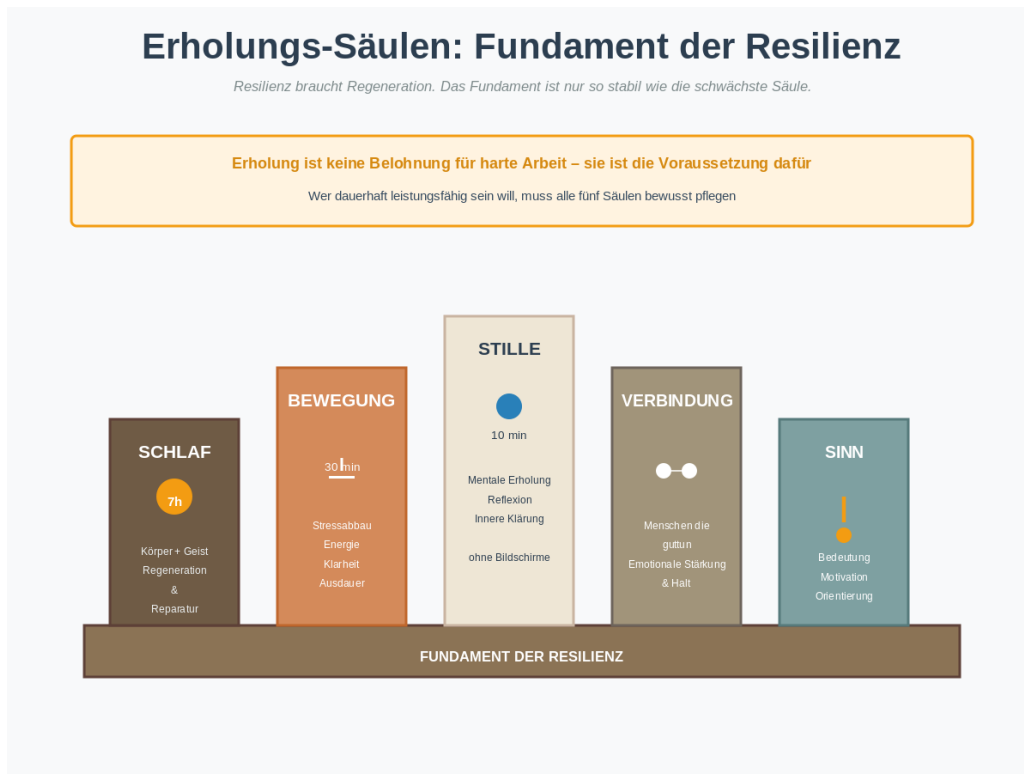 Erholungs-Säulen: Fundament der Resilienz
Resilienz braucht Regeneration. Das Fundament ist nur so stabil wie die schwächste Säule.
Erholung ist keine Belohnung für harte Arbeit – sie ist die Voraussetzung dafür
Wer dauerhaft leistungsfähig sein will, muss alle fünf Säulen bewusst pflegen
SCHLAF
7h
Körper + Geist
Regeneration
&
Reparatur
BEWEGUNG
30 min
Stressabbau
Energie
Klarheit
Ausdauer
STILLE
10 min
Mentale Erholung
Reflexion
Innere Klärung
ohne Bildschirme
VERBINDUNG
Menschen die
guttun
Emotionale Stärkung
& Halt
SINN
Bedeutung
Motivation
Orientierung
FUNDAMENT DER RESILIENZ